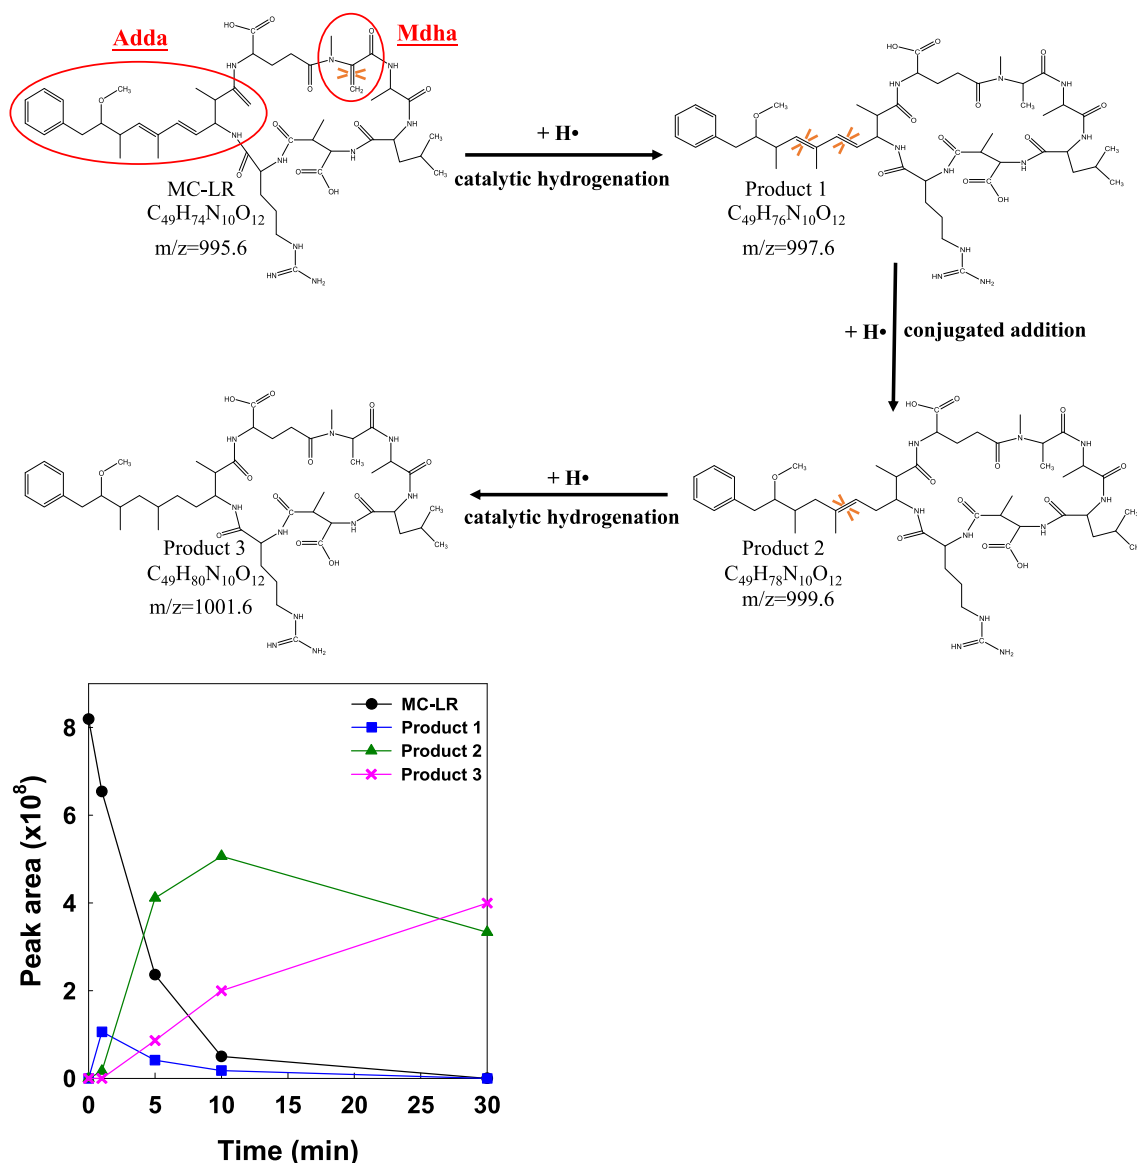 Adda
Mdha
MC-LR
C₄₉H₇₄N₁₀O₁₂
m/z=995.6
+ H•
catalytic hydrogenation
Product 1
C₄₉H₇₆N₁₀O₁₂
m/z=997.6
+ H•
conjugated addition
Product 3
C₄₉H₈₀N₁₀O₁₂
m/z=1001.6
+ H•
catalytic hydrogenation
Product 2
C₄₉H₇₈N₁₀O₁₂
m/z=999.6
MC-LR
Product 1
Product 2
Product 3
Peak area (x10⁸)
8
6
4
2
0
0 5 10 15 20 25 30
Time (min)